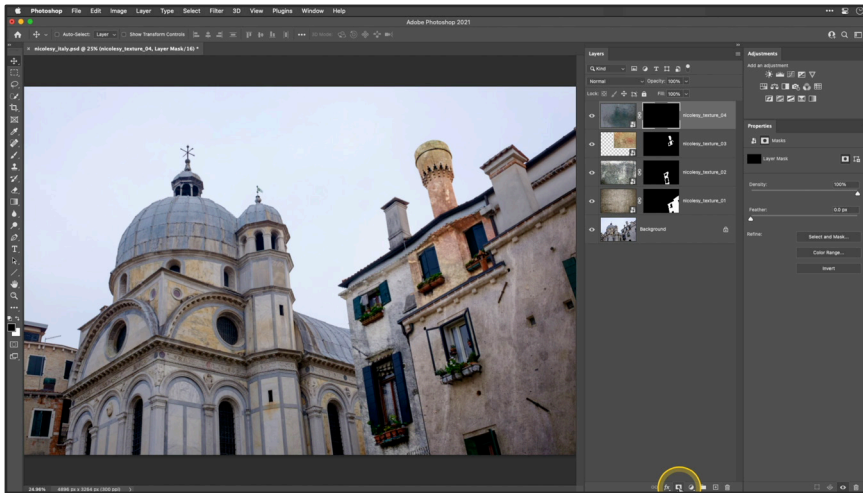 Photoshop File Edit Image Layer Type Select Filter 3D View Plugins Window Help
Adobe Photoshop 2021
Auto-Select: Layer Show Transform Controls 3D Mode
× nicolesy_italy.psd @ 25% (nicolesy_texture_04, Layer Mask/16) *
Layers
Kind
Normal Opacity: 100%
Lock: Fill: 100%
nicolesy_texture_04
nicolesy_texture_03
nicolesy_texture_02
nicolesy_texture_01
Background
fx
Adjustments
Add an adjustment
Properties
Masks
Layer Mask
Density: 100%
Feather: 0.0 px
Refine: Select and Mask...
Color Range...
Invert